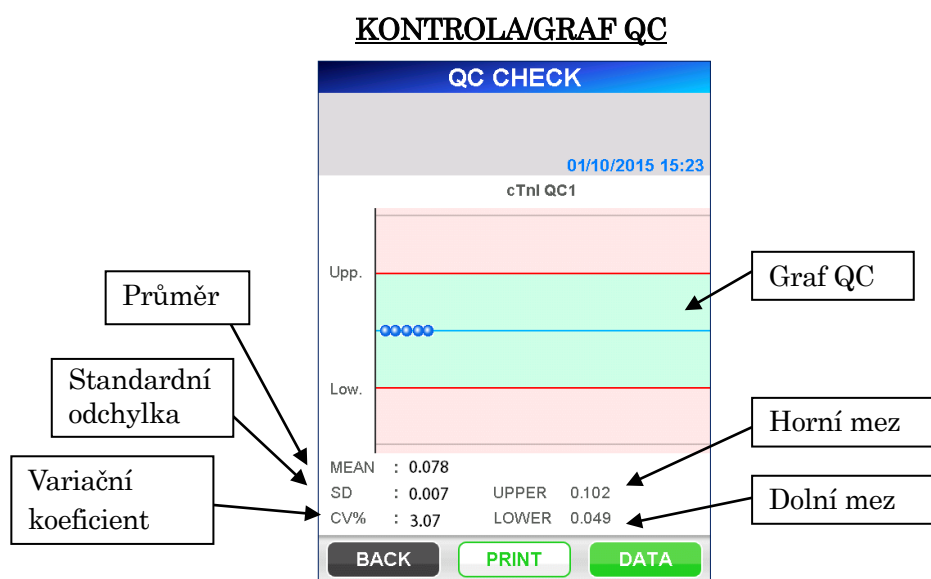 KONTROLA/GRAF QC
QC CHECK
01/10/2015 15:23
cTnI QC1
Upp.
Low.
Graf QC
Průměr
Standardní
odchylka
Variační
koeficient
Horní mez
Dolní mez
MEAN : 0.078
SD : 0.007 UPPER 0.102
CV% : 3.07 LOWER 0.049
BACK PRINT DATA